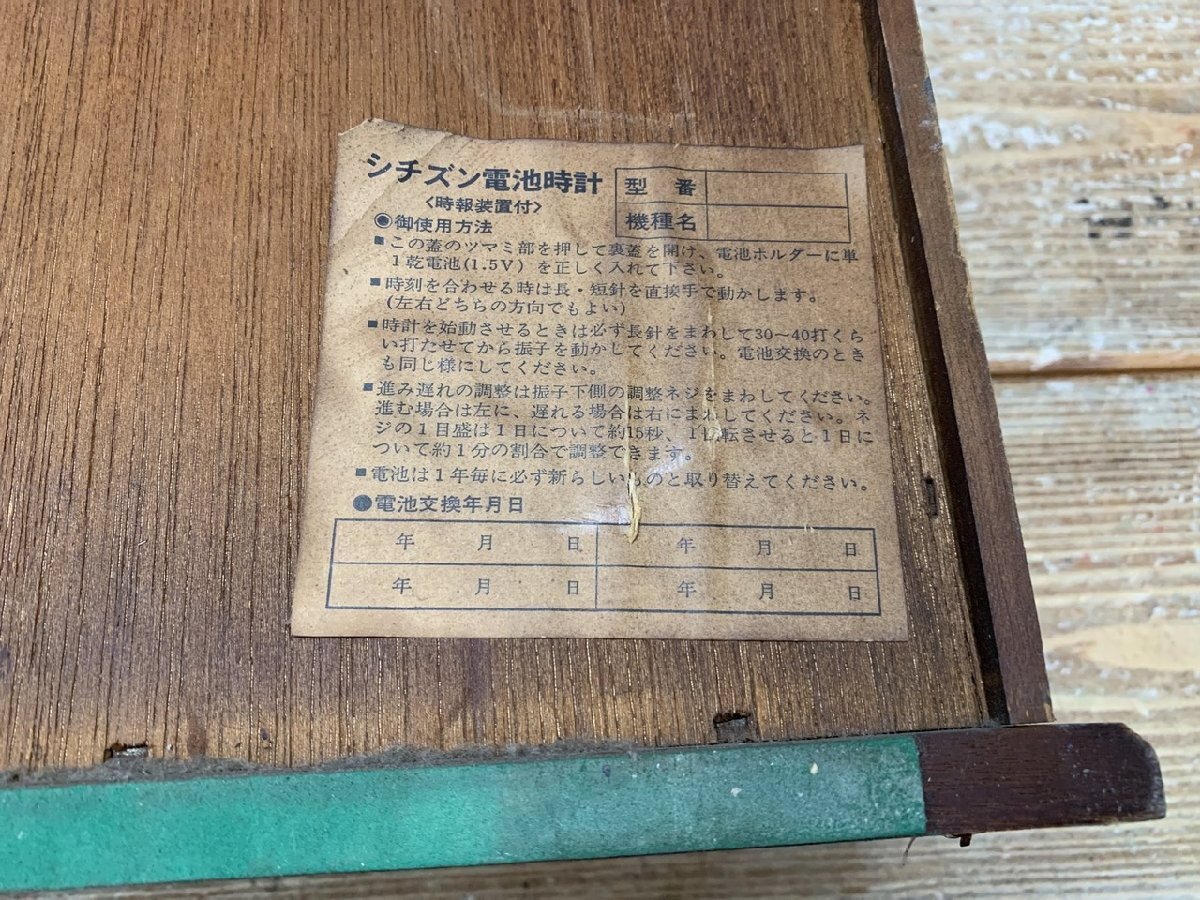 シチズン電池時計
〈時報装置付〉
型番
機種名
◉御使用方法
■この蓋のツマミ部を押して裏蓋を開け、電池ホルダーに単
1乾電池(1.5V)を正しく入れて下さい。
■時刻を合わせる時は長・短針を直接手で動かします。
(左右どちらの方向でもよい)
■時計を始動させるときは必ず長針をまわして30〜40打くら
い打たせてから振子を動かしてください。電池交換のとき
も同じ様にしてください。
■進み遅れの調整は振子下側の調整ネジをまわしてください。
進む場合は左に、遅れる場合は右にまわしてください。ネ
ジの1目盛は1日について約15秒、1回転させると1日に
ついて約1分の割合で調整できます。
■電池は1年毎に必ず新らしいものと取り替えてください。
●電池交換年月日
年 月 日 年 月 日
年 月 日 年 月 日